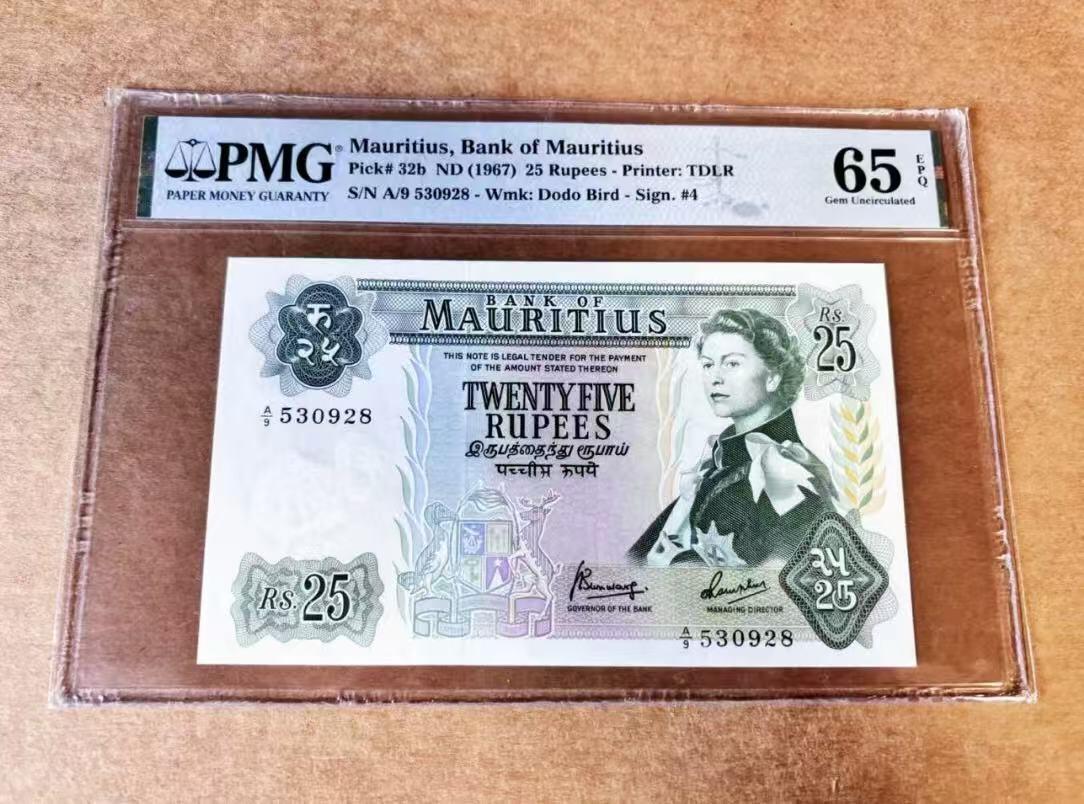 PMG®
PAPER MONEY GUARANTY
Mauritius, Bank of Mauritius
Pick# 32b ND (1967) 25 Rupees - Printer: TDLR
S/N A/9 530928 - Wmk: Dodo Bird - Sign. #4
65 EPQ
Gem Uncirculated
रु
२५
BANK OF
MAURITIUS
Rs.
25
THIS NOTE IS LEGAL TENDER FOR THE PAYMENT
OF THE AMOUNT STATED THEREON
A/9 530928
TWENTY FIVE
RUPEES
இருபத்தைந்து ரூபாய்
पच्चीस रूपये
Rs. 25
GOVERNOR OF THE BANK
MANAGING DIRECTOR
A/9 530928